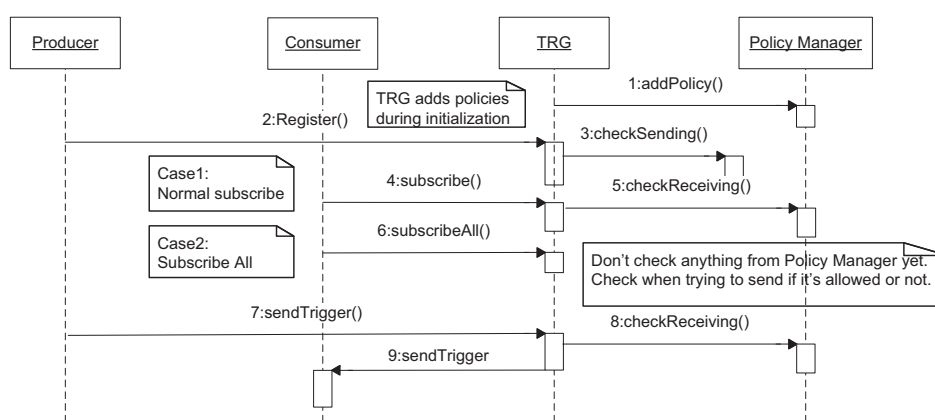 Producer
Consumer
TRG
Policy Manager
1:addPolicy()
TRG adds policies
during initialization
2:Register()
3:checkSending()
Case1:
Normal subscribe
4:subscribe()
5:checkReceiving()
Case2:
Subscribe All
6:subscribeAll()
Don't check anything from Policy Manager yet.
Check when trying to send if it's allowed or not.
7:sendTrigger()
8:checkReceiving()
9:sendTrigger